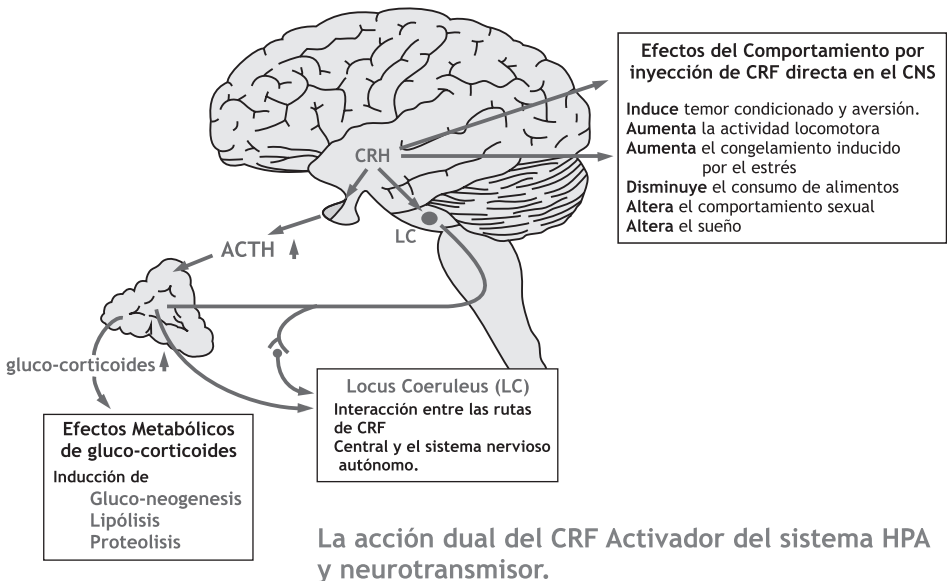 Efectos del Comportamiento por
inyección de CRF directa en el CNS
Induce temor condicionado y aversión.
Aumenta la actividad locomotora
Aumenta el congelamiento inducido
por el estrés
Disminuye el consumo de alimentos
Altera el comportamiento sexual
Altera el sueño
CRH
LC
ACTH
gluco-corticoides
Locus Coeruleus (LC)
Interacción entre las rutas
de CRF
Central y el sistema nervioso
autónomo.
Efectos Metabólicos
de gluco-corticoides
Inducción de
Gluco-neogenesis
Lipólisis
Proteolisis
La acción dual del CRF Activador del sistema HPA
y neurotransmisor.